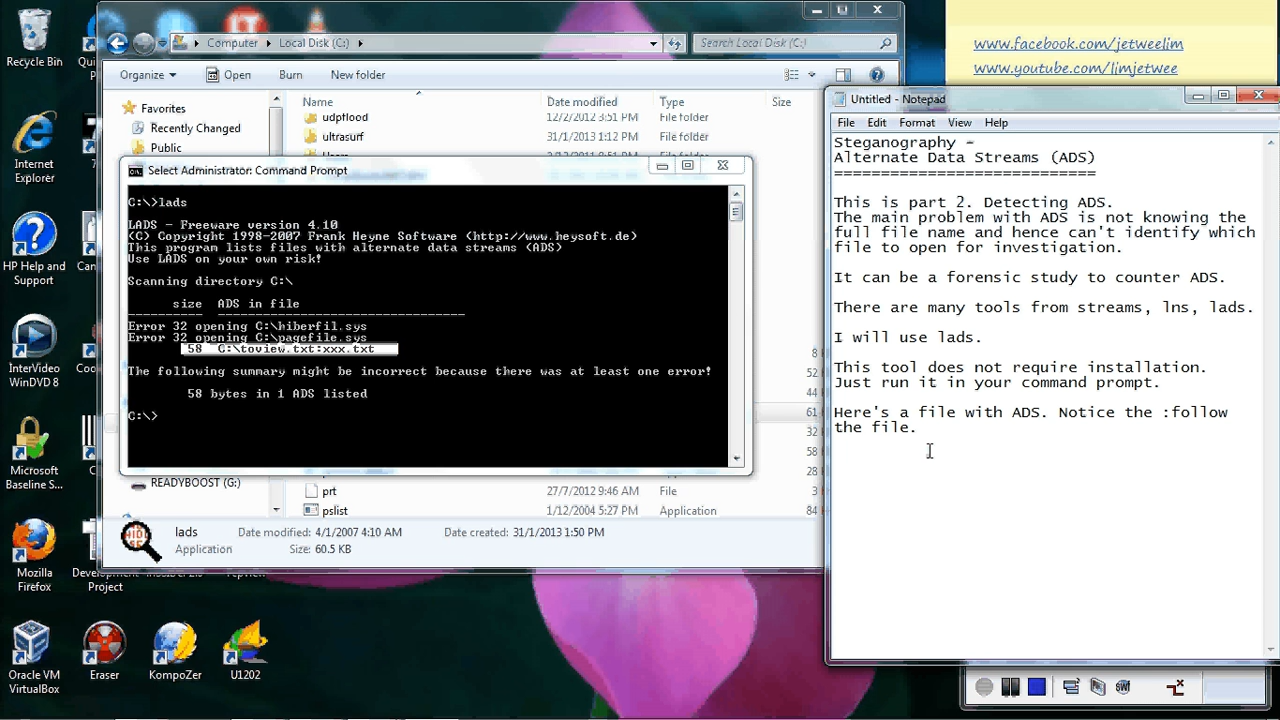 Recycle Bin
Internet
Explorer
HP Help and
Support
InterVideo
WinDVD 8
Microsoft
Baseline S...
Mozilla
Firefox
Development
Project
Oracle VM
VirtualBox
Eraser
KompoZer
U1202
Computer
Local Disk (C:)
Search Local Disk (C:)
Organize
Open
Burn
New folder
Name
Date modified
Type
Size
Favorites
Recently Changed
Public
udpflood
12/2/2012 3:51 PM
File folder
ultrasurf
31/1/2013 1:12 PM
File folder
READYBOOST (G:)
prt
27/7/2012 9:46 AM
File
pslist
1/12/2004 5:27 PM
Application
lads
Date modified: 4/1/2007 4:10 AM
Date created: 31/1/2013 1:50 PM
Application
Size: 60.5 KB
Select Administrator: Command Prompt
C:\>lads
LADS - Freeware version 4.10
(C) Copyright 1998-2007 Frank Heyne Software (http://www.heysoft.de)
This program lists files with alternate data streams (ADS)
Use LADS on your own risk!
Scanning directory C:\
size ADS in file
---------- ---------------------------------
Error 32 opening C:\hiberfil.sys
Error 32 opening C:\pagefile.sys
58 C:\toview.txt:xxx.txt
The following summary might be incorrect because there was at least one error!
58 bytes in 1 ADS listed
C:\>
www.facebook.com/jetweelim
www.youtube.com/limjetwee
Untitled - Notepad
File Edit Format View Help
Steganography -
Alternate Data Streams (ADS)
============================
This is part 2. Detecting ADS.
The main problem with ADS is not knowing the
full file name and hence can't identify which
file to open for investigation.
It can be a forensic study to counter ADS.
There are many tools from streams, lns, lads.
I will use lads.
This tool does not require installation.
Just run it in your command prompt.
Here's a file with ADS. Notice the :follow
the file.